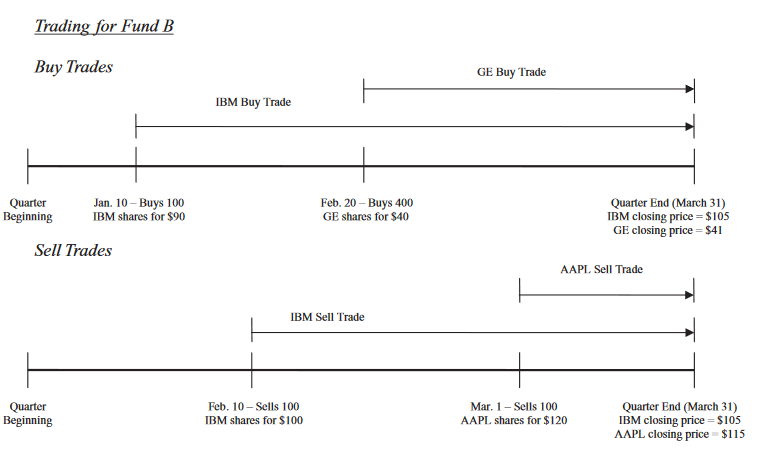 Trading for Fund B
Buy Trades
GE Buy Trade
IBM Buy Trade
Quarter
Beginning
Jan. 10 – Buys 100
IBM shares for $90
Feb. 20 – Buys 400
GE shares for $40
Quarter End (March 31)
IBM closing price = $105
GE closing price = $41
Sell Trades
AAPL Sell Trade
IBM Sell Trade
Quarter
Beginning
Feb. 10 – Sells 100
IBM shares for $100
Mar. 1 – Sells 100
AAPL shares for $120
Quarter End (March 31)
IBM closing price = $105
AAPL closing price = $115